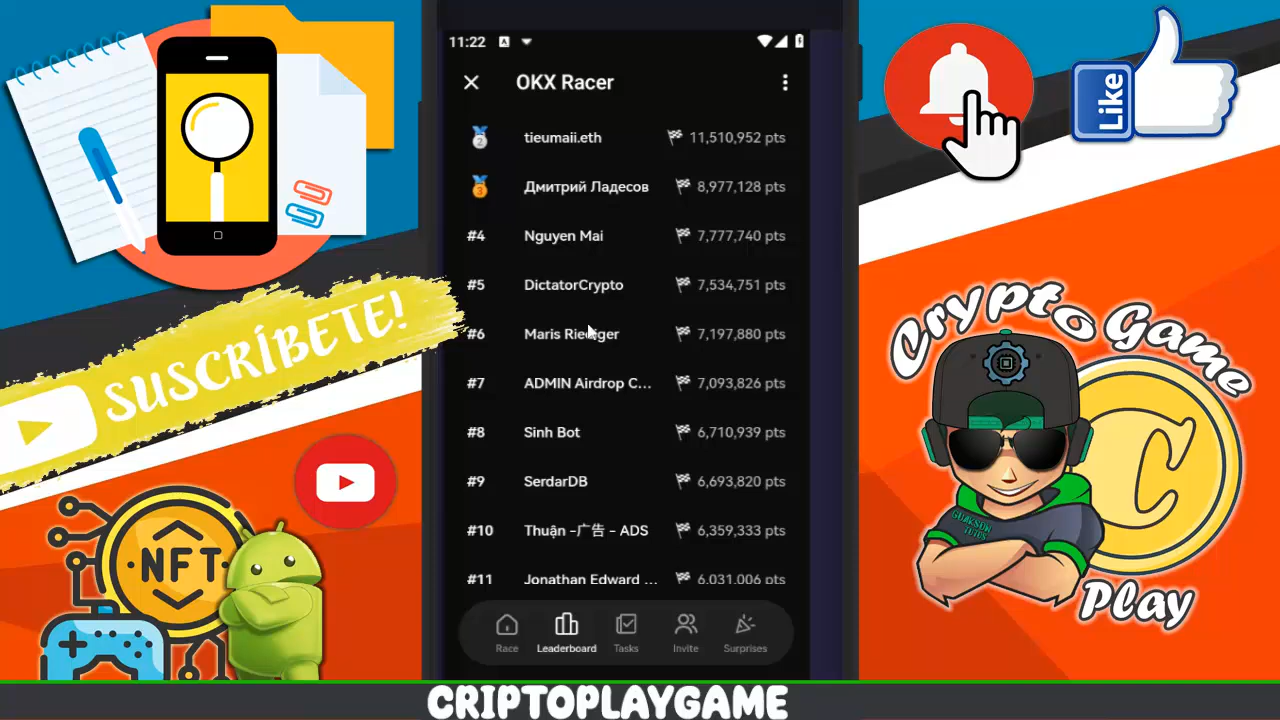 11:22
OKX Racer
2 tieumaii.eth 11,510,952 pts
3 Дмитрий Ладесов 8,977,128 pts
#4 Nguyen Mai 7,777,740 pts
#5 DictatorCrypto 7,534,751 pts
#6 Maris 7,197,880 pts
#7 ADMIN Airdrop C... 7,093,826 pts
#8 Sinh Bot 6,710,939 pts
#9 SerdarDB 6,693,820 pts
#10 Thuận -广告 - ADS 6,359,333 pts
#11 Jonathan Edward ... 6,031,006 pts
Race Leaderboard Tasks Invite Surprises
SUSCRÍBETE!
NFT
Like
Crypto Game
C
Play
CRIPTOPLAYGAME